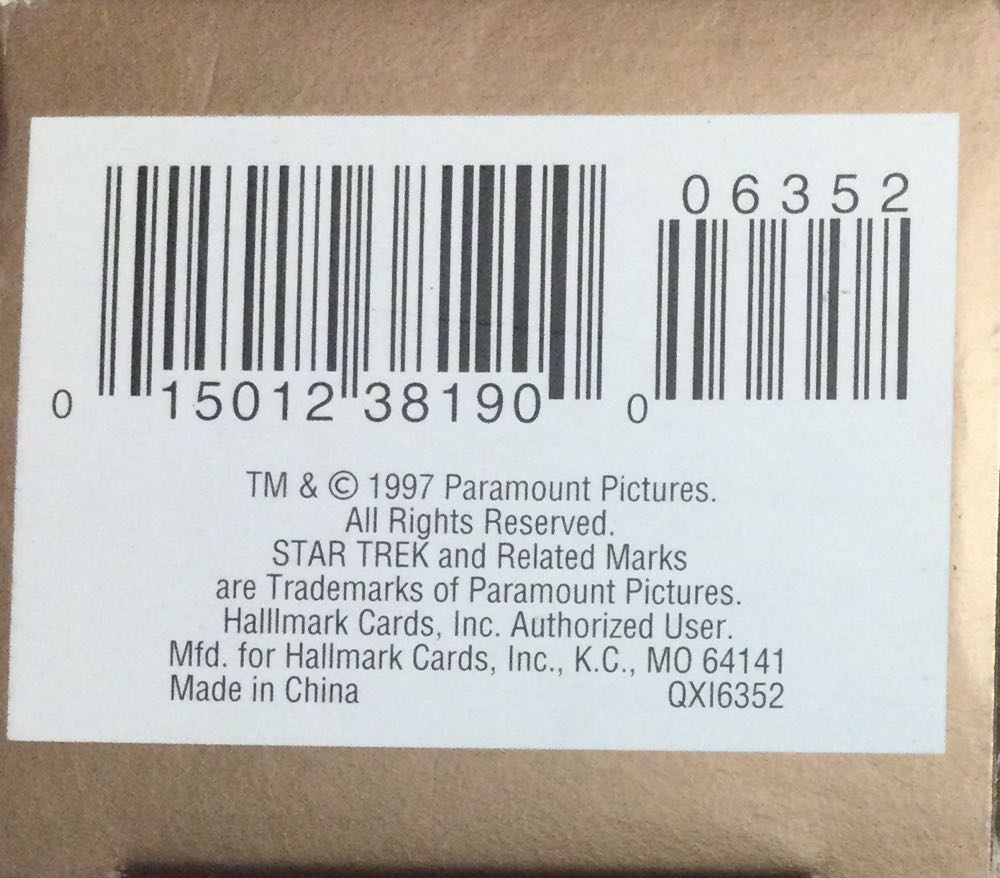 06352
0 15012 38190 0
TM & © 1997 Paramount Pictures.
All Rights Reserved.
STAR TREK and Related Marks
are Trademarks of Paramount Pictures.
Halllmark Cards, Inc. Authorized User.
Mfd. for Hallmark Cards, Inc., K.C., MO 64141
Made in China QXI6352